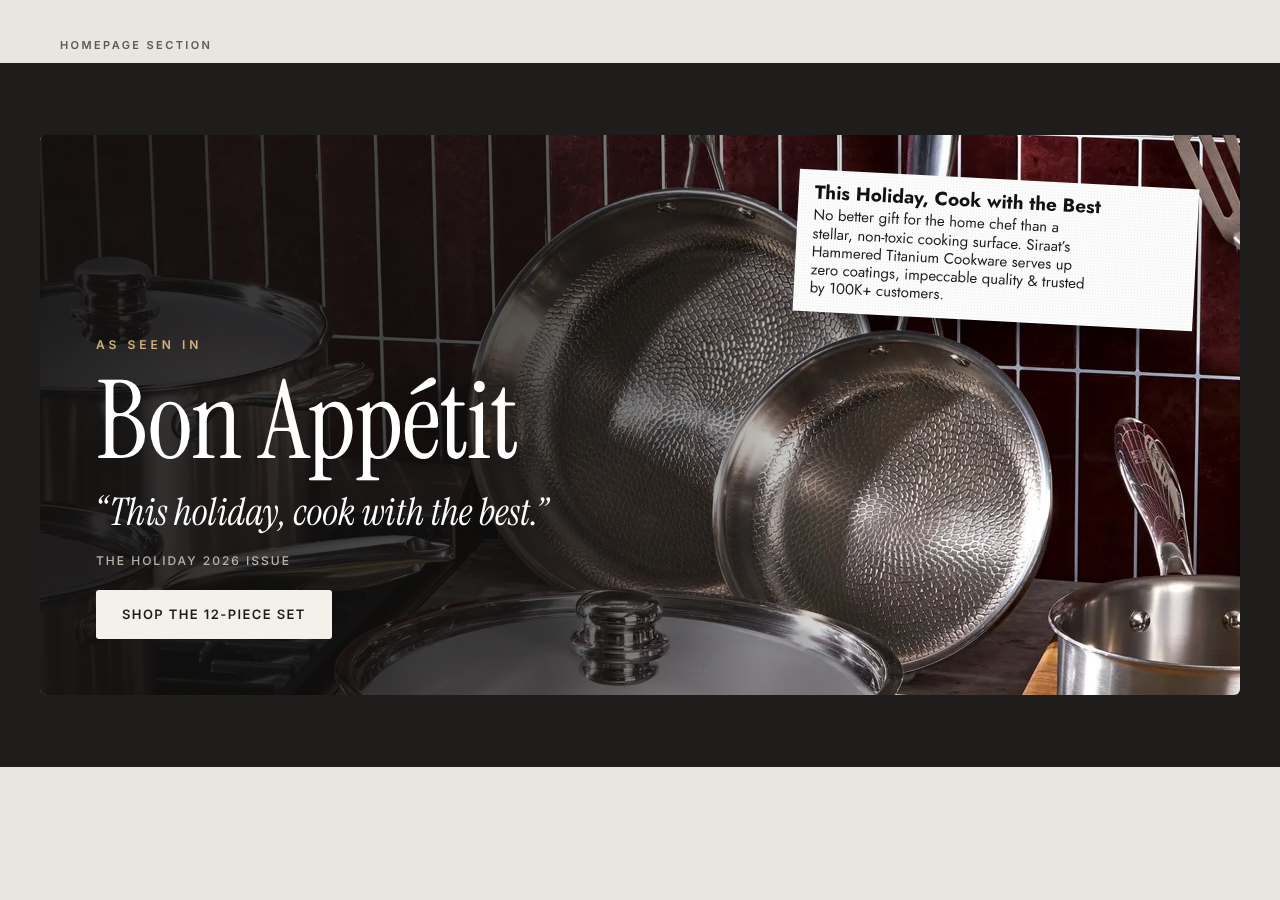 HOMEPAGE SECTION
This Holiday, Cook with the Best
No better gift for the home chef than a
stellar, non-toxic cooking surface. Siraat’s
Hammered Titanium Cookware serves up
zero coatings, impeccable quality & trusted
by 100K+ customers.
AS SEEN IN
Bon Appétit
“This holiday, cook with the best.”
THE HOLIDAY 2026 ISSUE
SHOP THE 12-PIECE SET